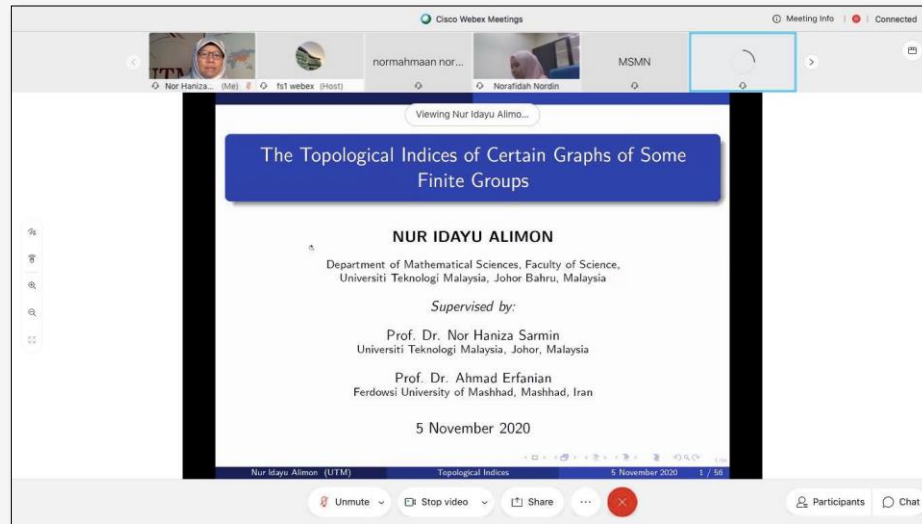 Cisco Webex Meetings
Meeting Info
Connected
UTM
normahmaan nor...
MSMN
Nor Haniza... (Me)
fs1 webex (Host)
Norafidah Nordin
Viewing Nur Idayu Alimo...
The Topological Indices of Certain Graphs of Some
Finite Groups
NUR IDAYU ALIMON
Department of Mathematical Sciences, Faculty of Science,
Universiti Teknologi Malaysia, Johor Bahru, Malaysia
Supervised by:
Prof. Dr. Nor Haniza Sarmin
Universiti Teknologi Malaysia, Johor, Malaysia
Prof. Dr. Ahmad Erfanian
Ferdowsi University of Mashhad, Mashhad, Iran
5 November 2020
Nur Idayu Alimon (UTM) Topological Indices 5 November 2020 1 / 56
Unmute
Stop video
Share
Participants
Chat